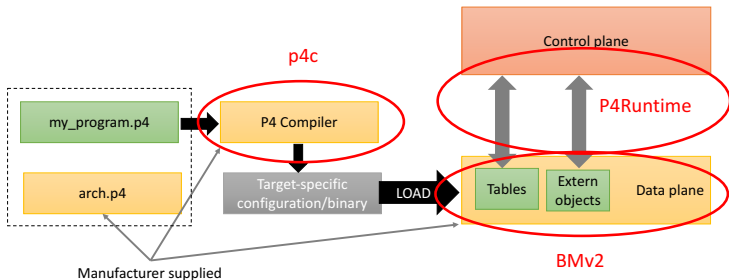 p4c
Control plane
my_program.p4
P4 Compiler
P4Runtime
arch.p4
Target-specific
configuration/binary
LOAD
Tables
Extern
objects
Data plane
BMv2
Manufacturer supplied